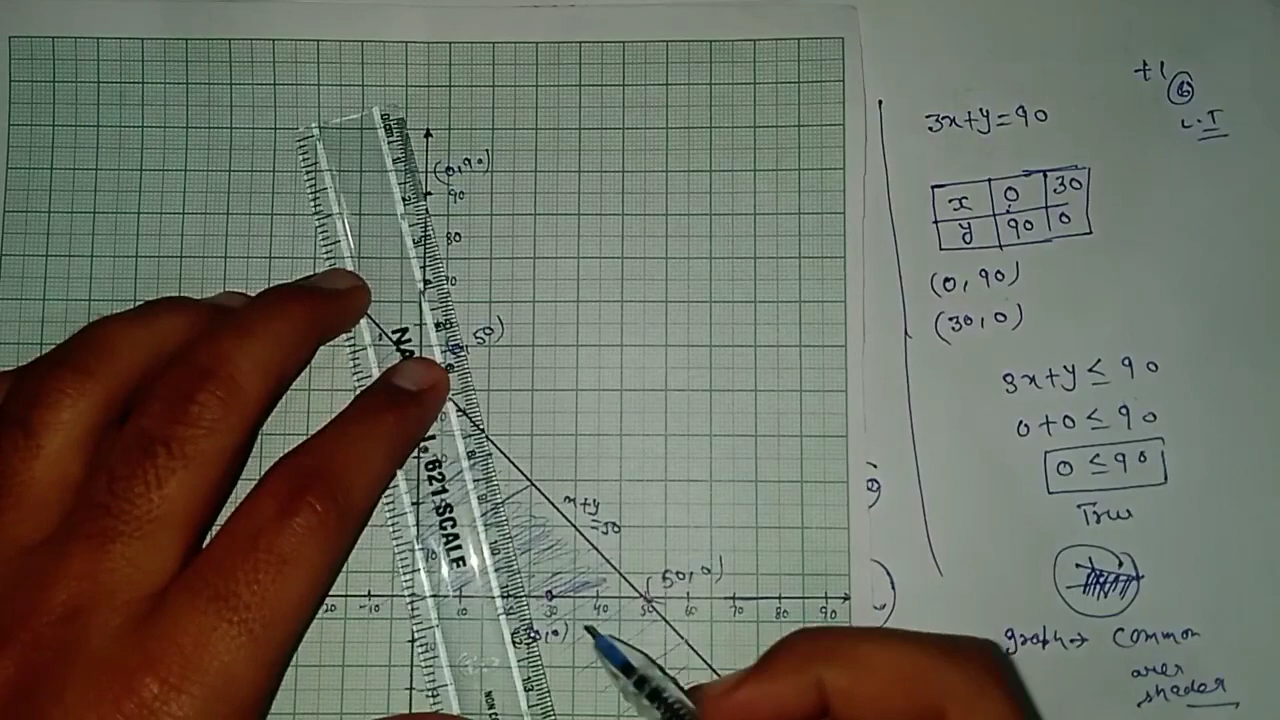 (0,90)
90
80
70
50)
x+y
=50
(50,0)
20
-10
10
30
40
50
60
70
80
90
621 SCALE
+1
6
L.T
3x+y=90
x 0 30
y 90 0
(0,90)
(30,0)
3x+y ≤ 90
0+0 ≤ 90
0 ≤ 90
True
graph→ common
area
shaded